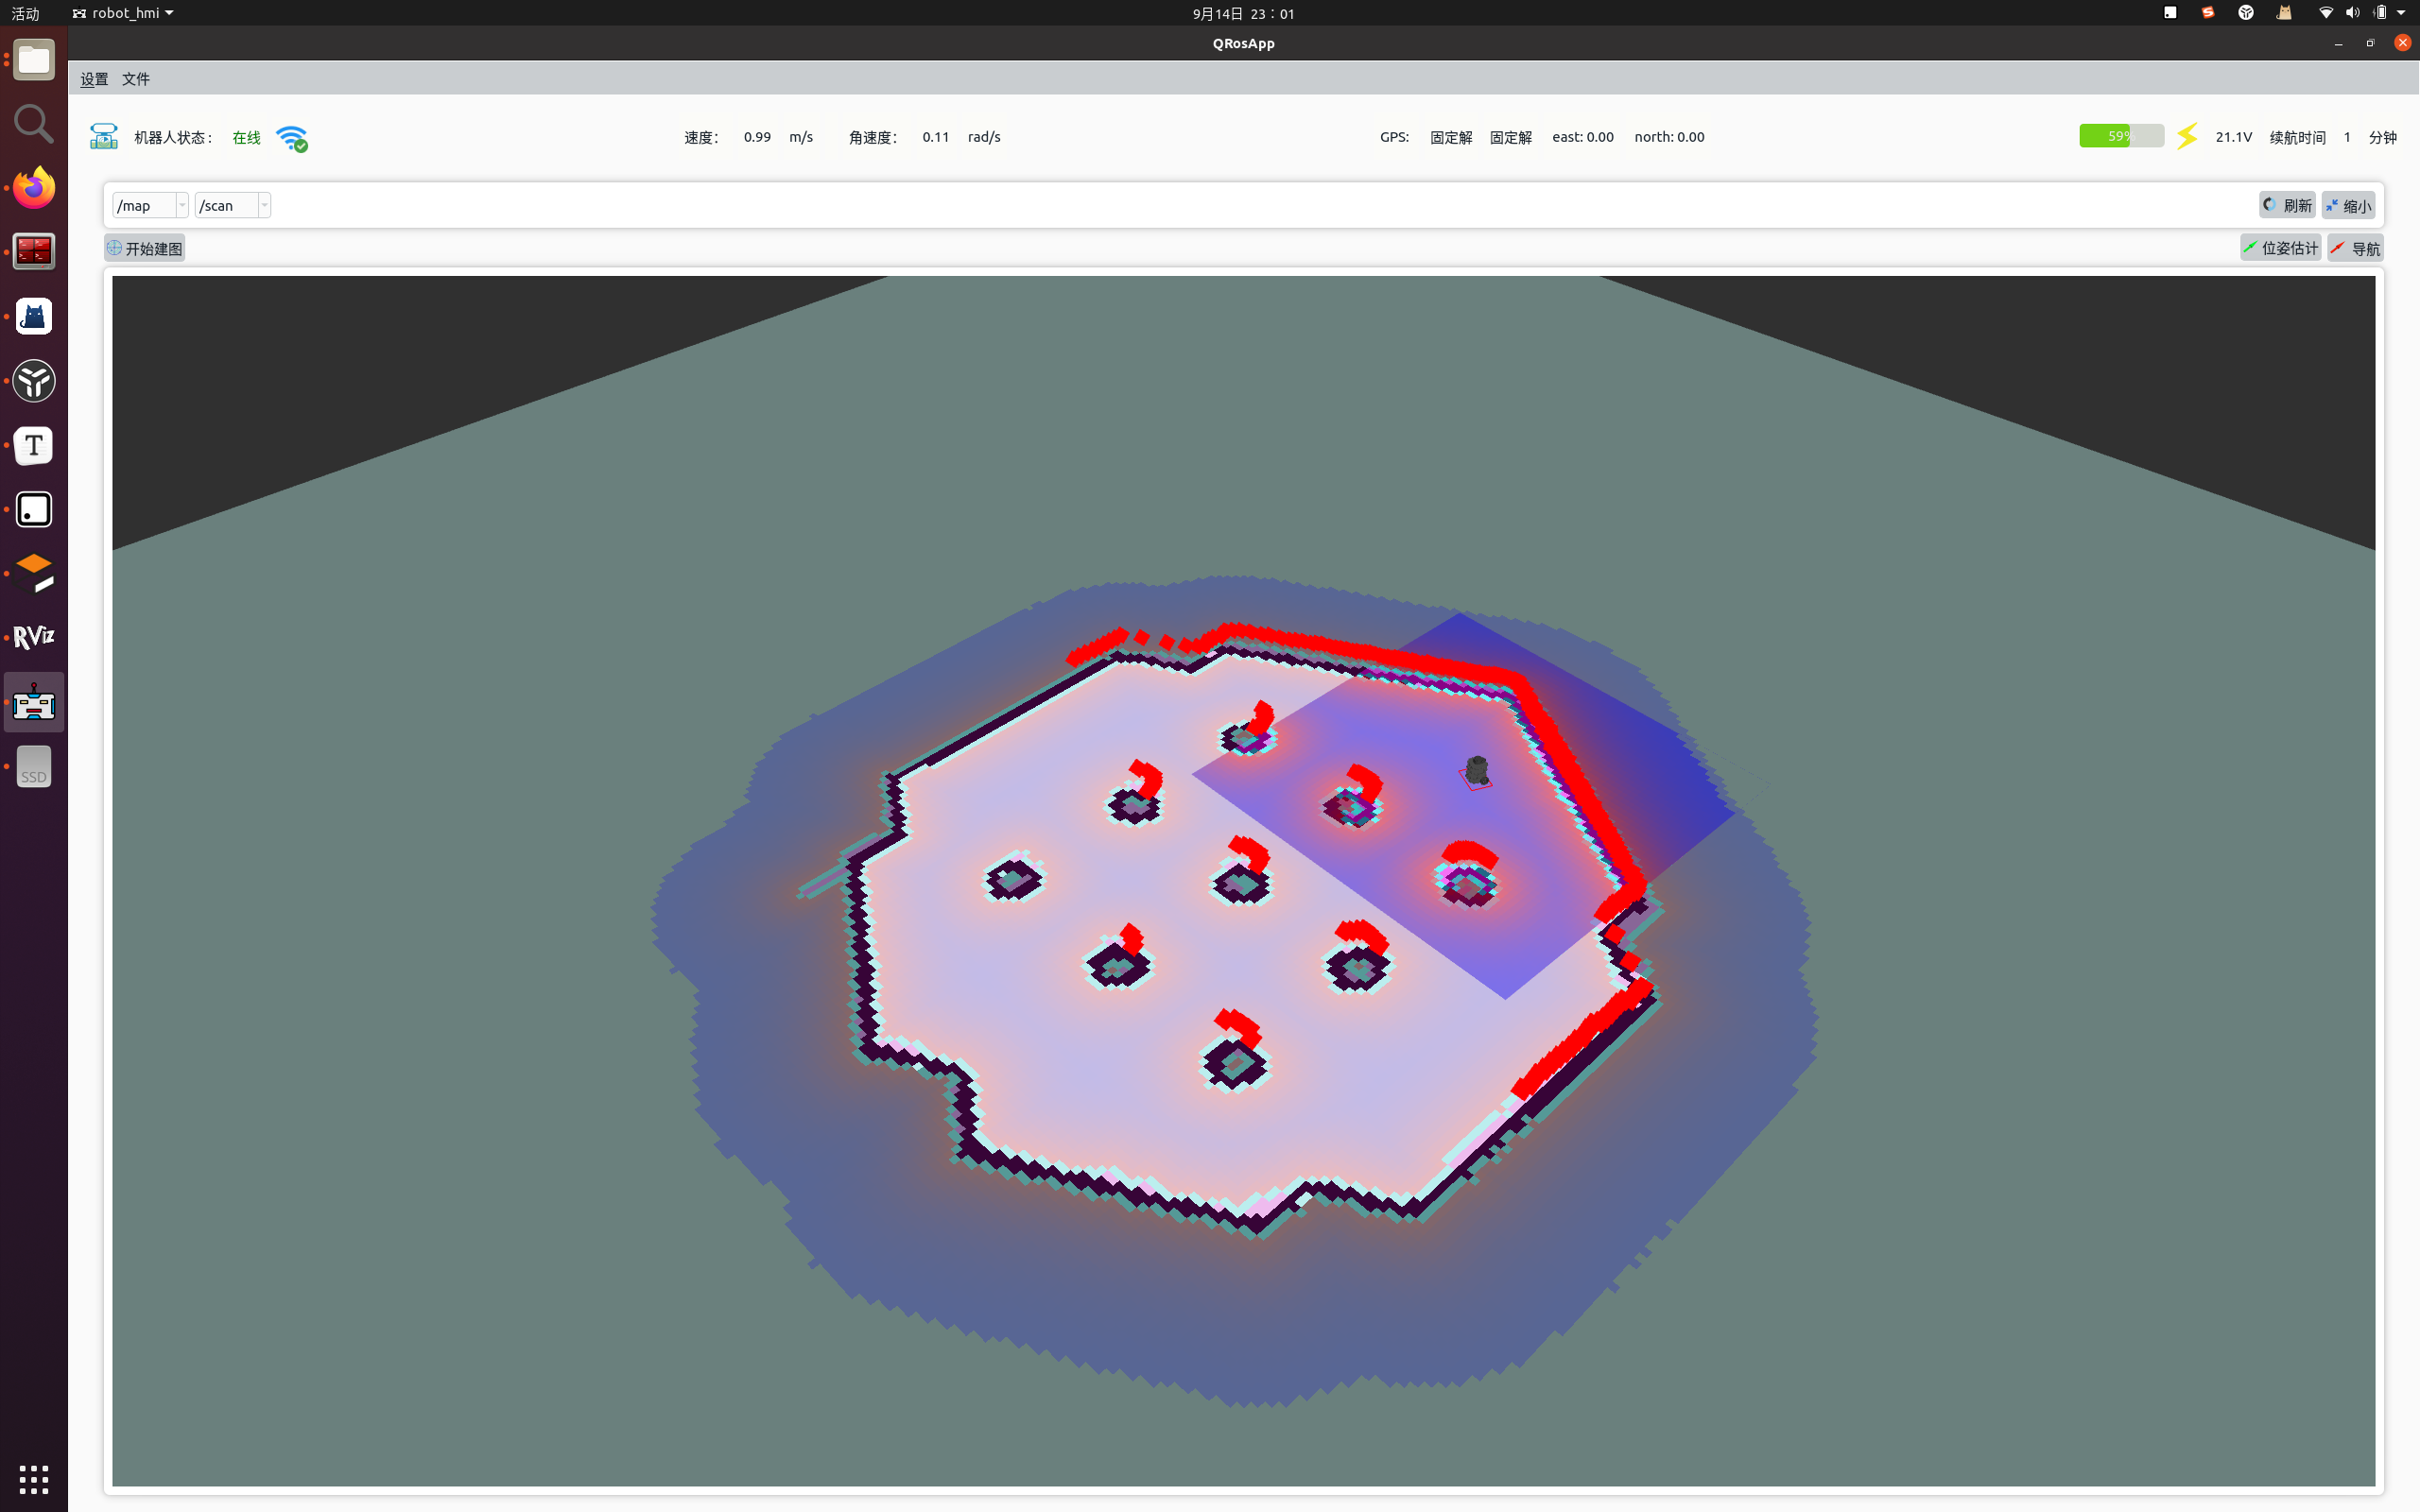 活动 robot_hmi 9月14日 23：01
QRosApp
设置 文件
机器人状态： 在线 速度： 0.99 m/s 角速度： 0.11 rad/s GPS: 固定解 固定解 east: 0.00 north: 0.00 59% 21.1V 续航时间 1 分钟
/map /scan 刷新 缩小
开始建图 位姿估计 导航
T
RViz
SSD